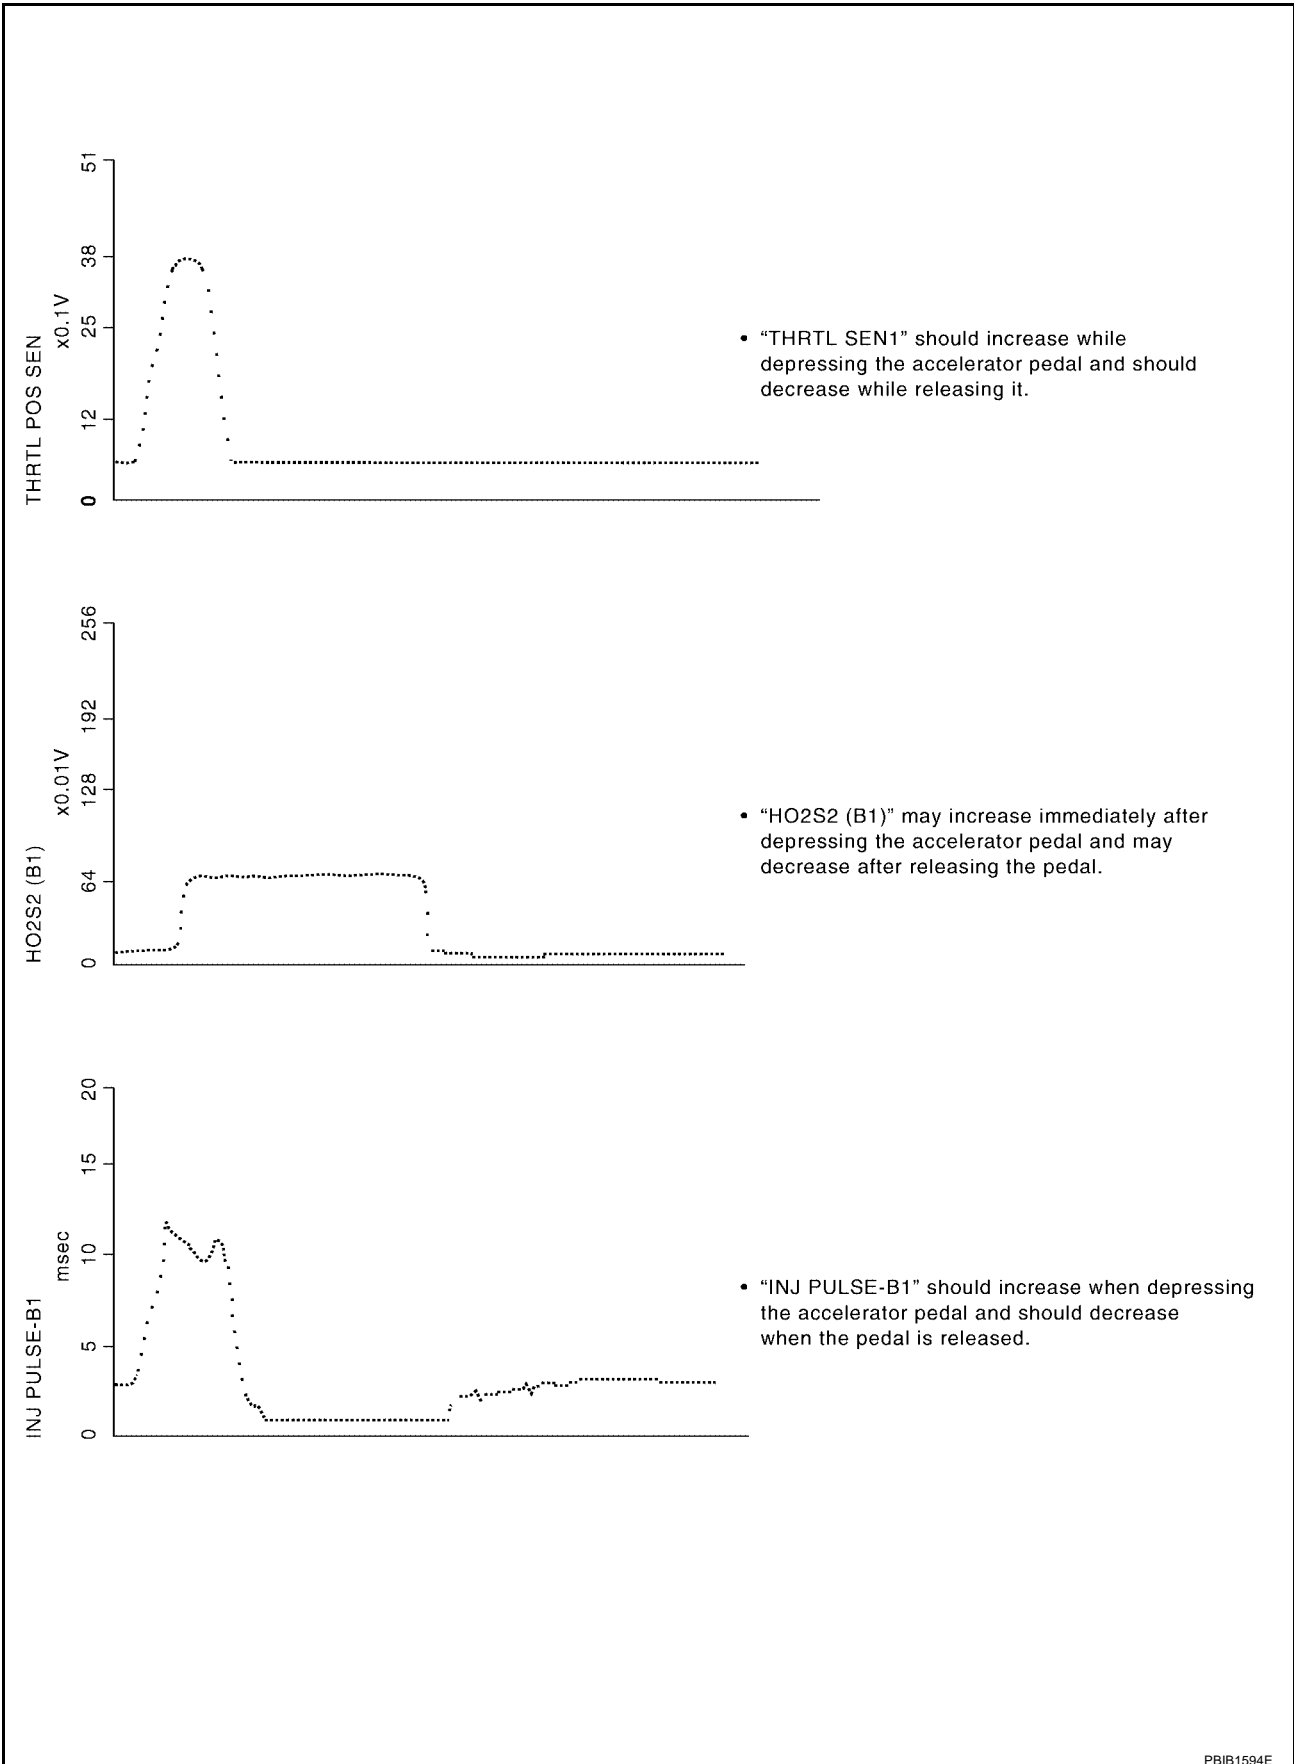 THRTL POS SEN
x0.1V
51
38
25
12
0
• “THRTL SEN1” should increase while
depressing the accelerator pedal and should
decrease while releasing it.
HO2S2 (B1)
x0.01V
256
192
128
64
0
• “HO2S2 (B1)” may increase immediately after
depressing the accelerator pedal and may
decrease after releasing the pedal.
INJ PULSE-B1
msec
20
15
10
5
0
• “INJ PULSE-B1” should increase when depressing
the accelerator pedal and should decrease
when the pedal is released.
PBIB1594E